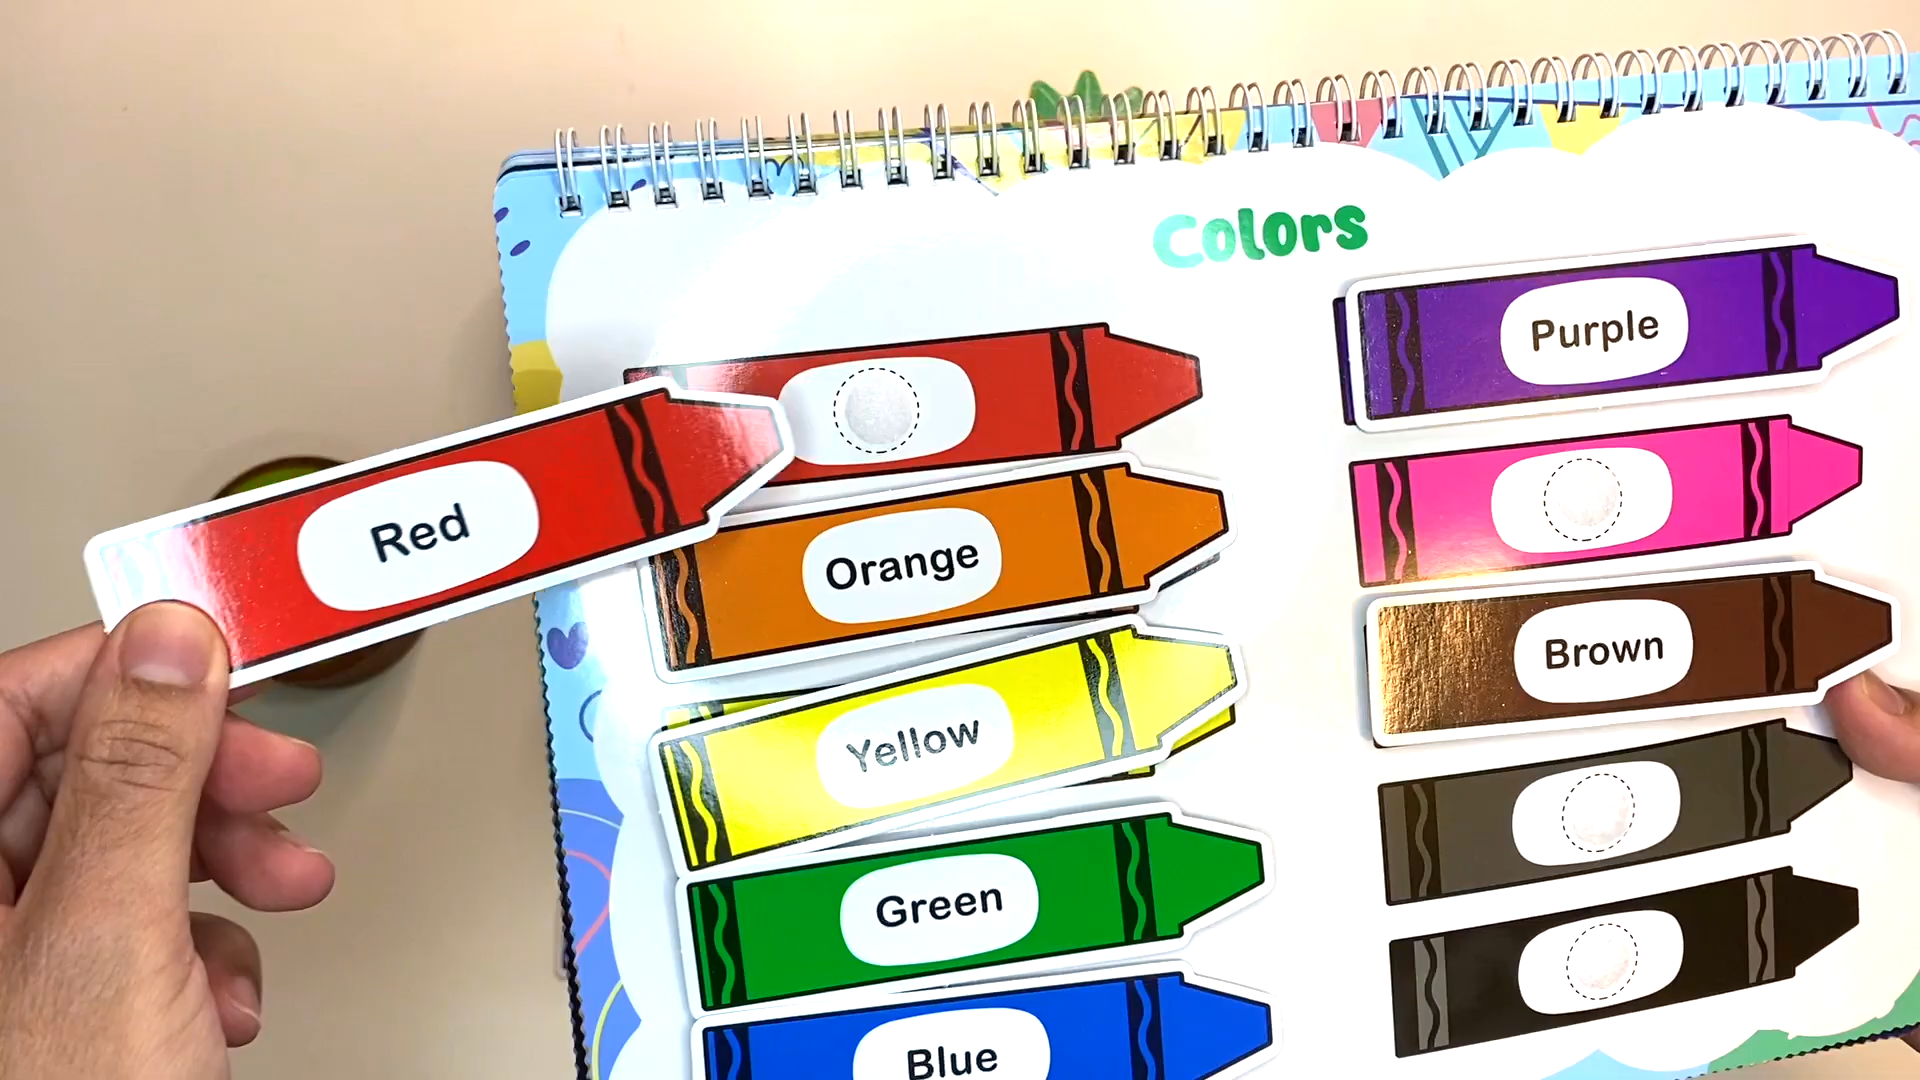 Colors
Red
Orange
Yellow
Green
Blue
Purple
Brown